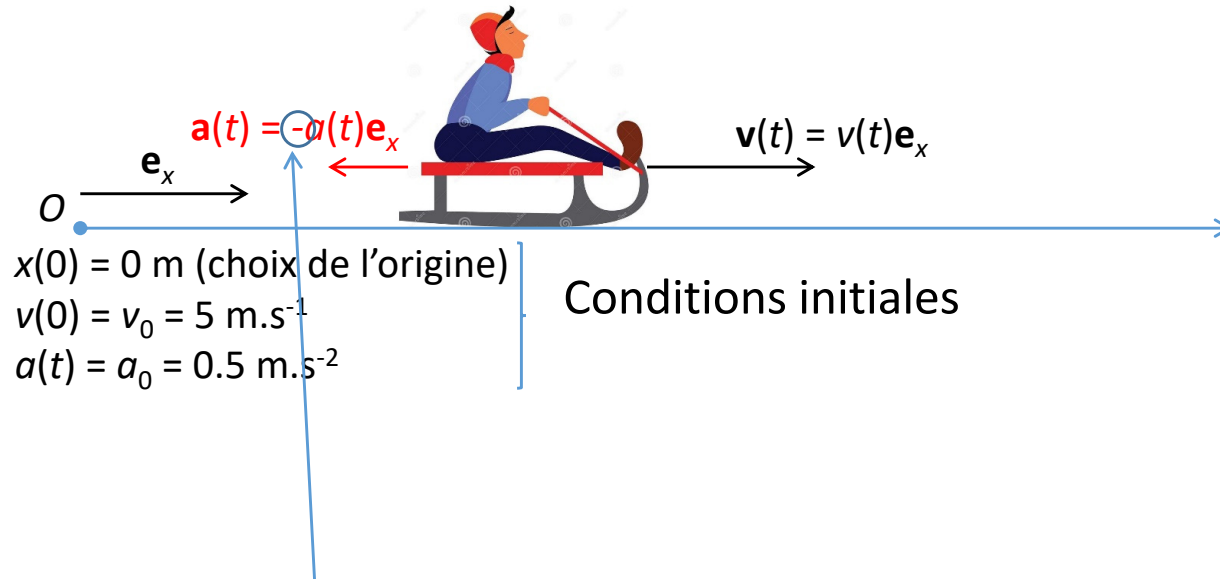 a(t) = -a(t)eₓ
v(t) = v(t)eₓ
eₓ
O
x(0) = 0 m (choix de l’origine)
v(0) = v₀ = 5 m.s⁻¹
a(t) = a₀ = 0.5 m.s⁻²
Conditions initiales